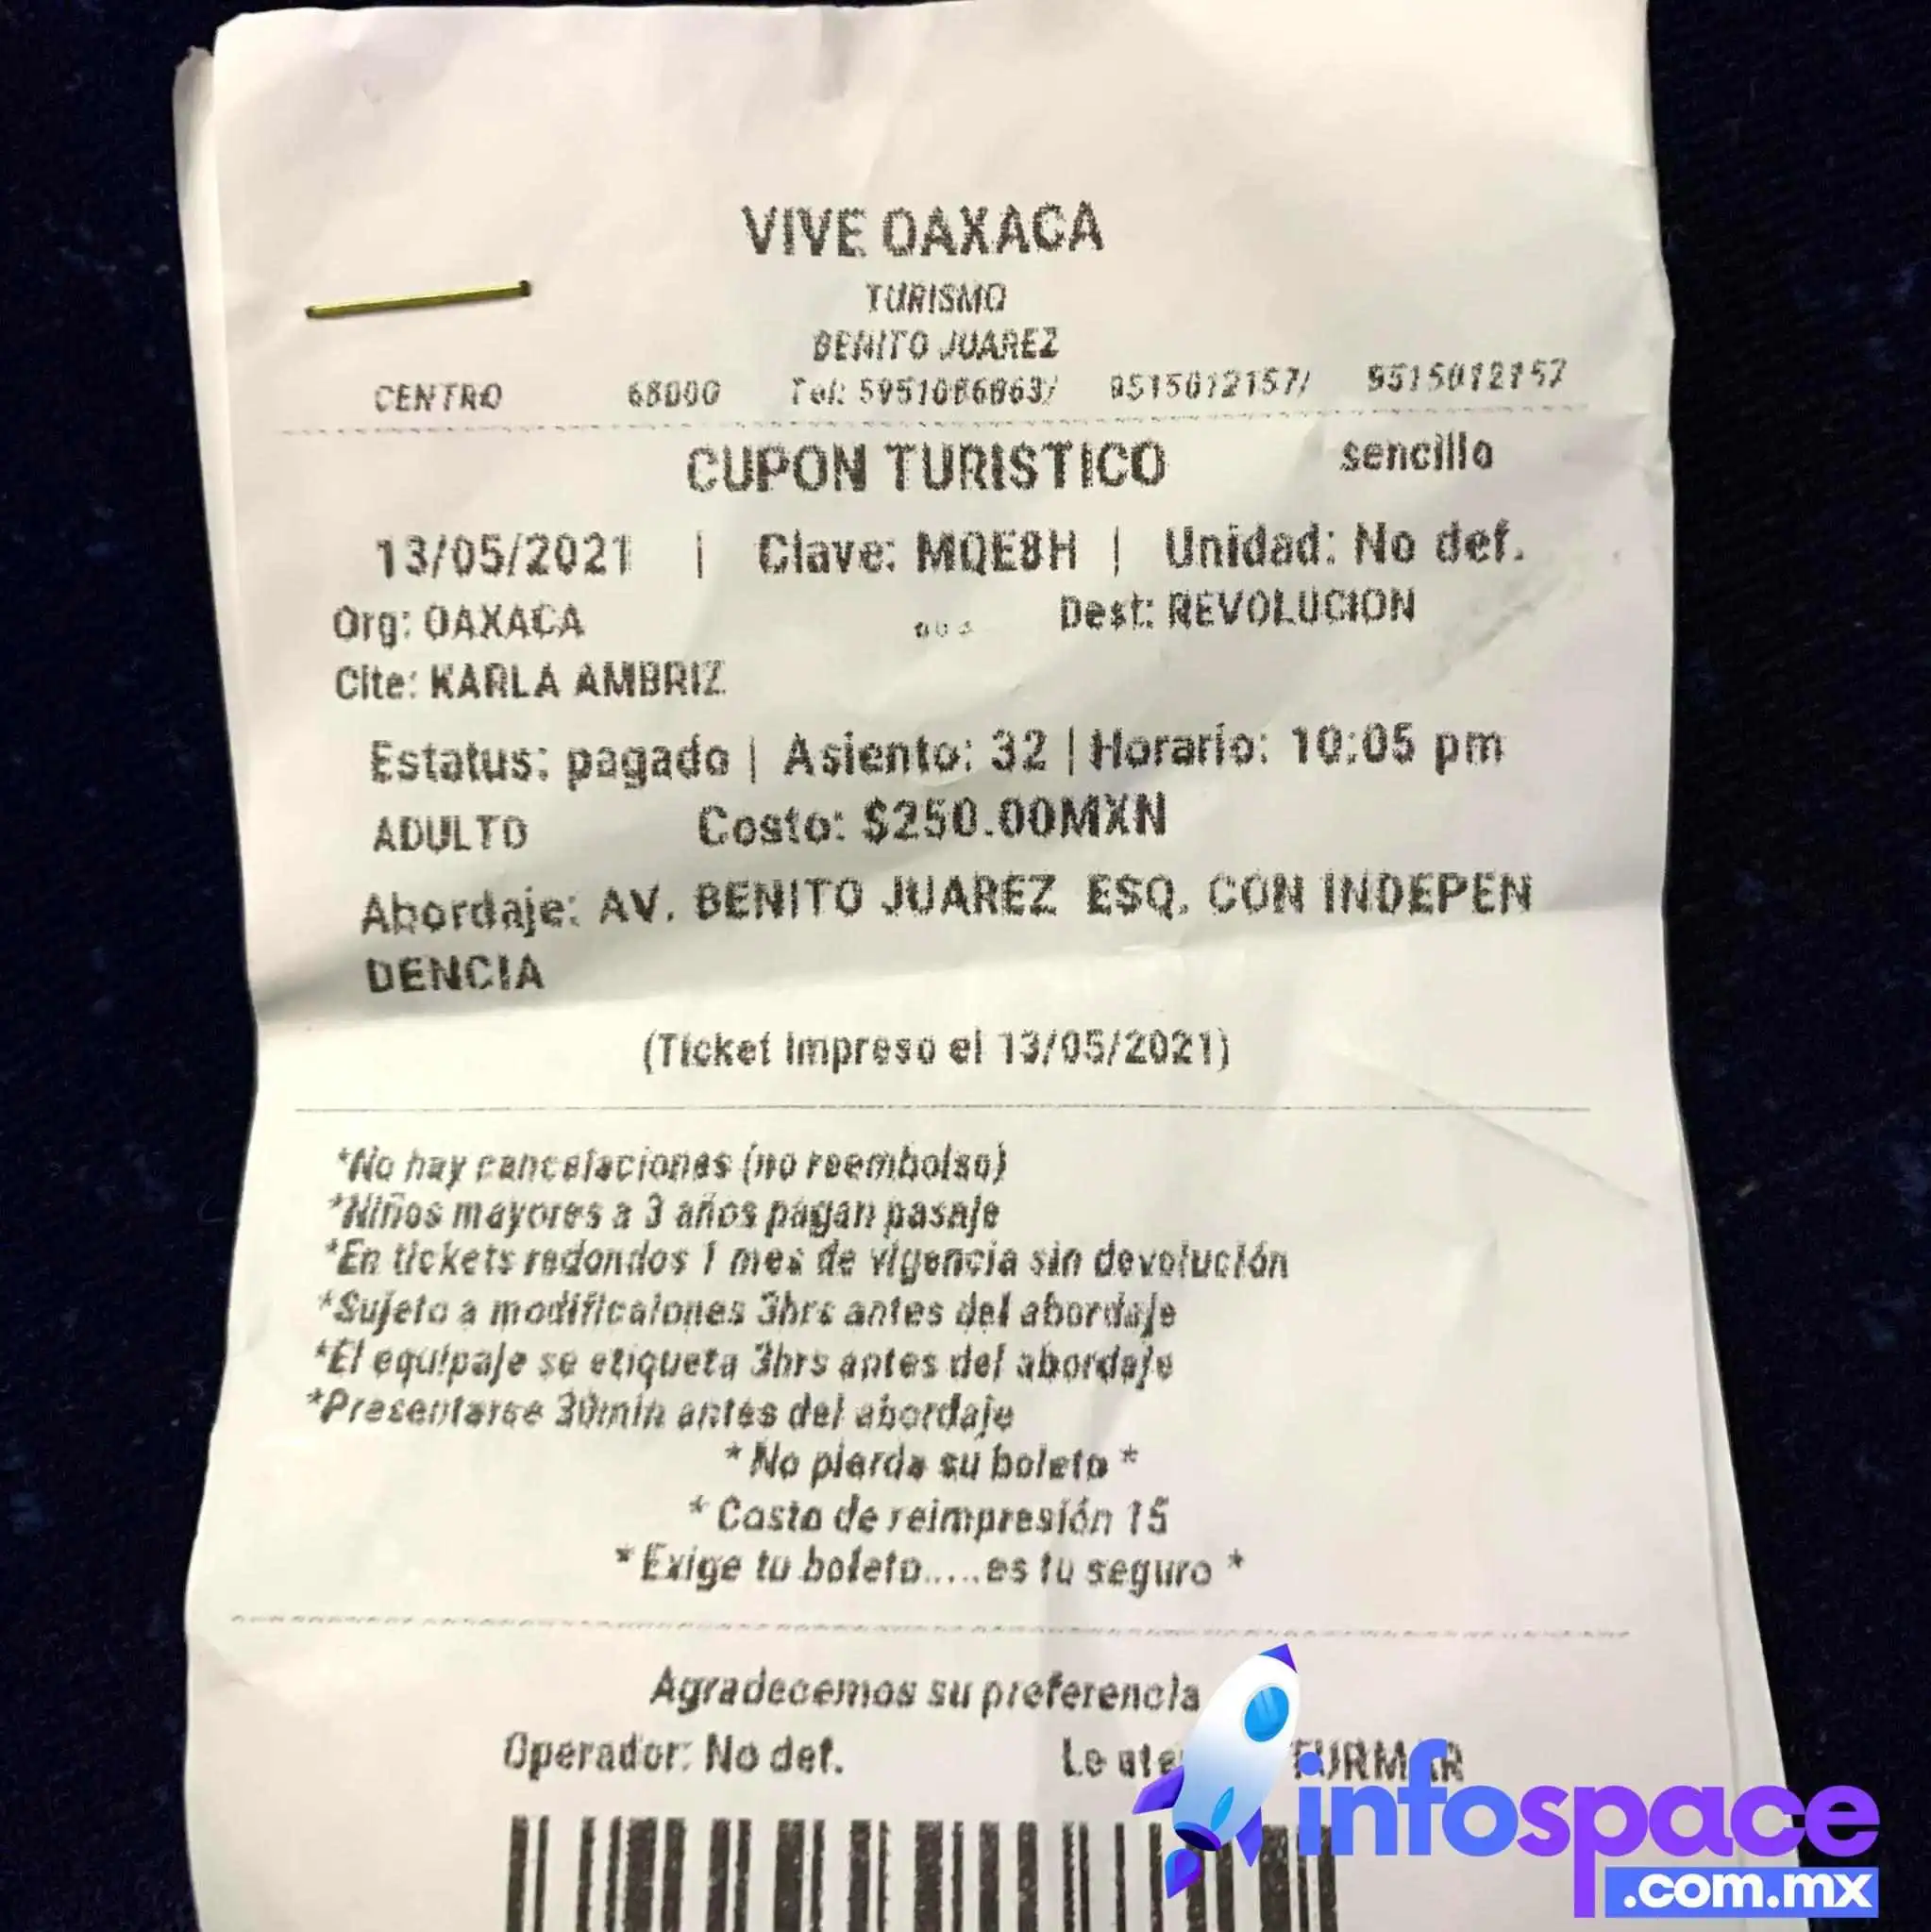 VIVE OAXACA
TURISMO
BENITO JUAREZ
CENTRO 68000 Tel: 9515012157/ 9515012157
CUPON TURISTICO sencillo
13/05/2021 | Clave: MQE8H | Unidad: No def.
Org: OAXACA Dest: REVOLUCION
Clte: KARLA AMBRIZ
Estatus: pagado | Asiento: 32 | Horario: 10:05 pm
ADULTO Costo: $250.00MXN
Abordaje: AV. BENITO JUAREZ ESQ. CON INDEPEN
DENCIA
(Ticket impreso el 13/05/2021)
*No hay cancelaciones (no reembolso)
*Niños mayores a 3 años pagan pasaje
*En tickets redondos 1 mes de vigencia sin devolución
*Sujeto a modificaiones 3hrs antes del abordaje
*El equipaje se etiqueta 3hrs antes del abordaje
*Presentarse 30min antes del abordaje
* No pierda su boleto *
* Costo de reimpresión 15
* Exige tu boleto.....es tu seguro *
Agradecemos su preferencia
Operador: No def. Le
infospace
.com.mx